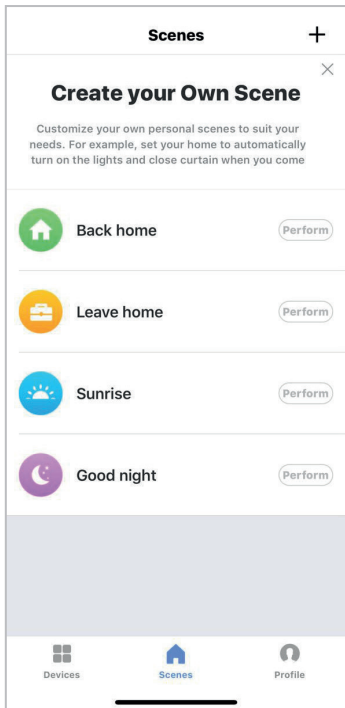 Scenes +
Create your Own Scene
Customize your own personal scenes to suit your
needs. For example, set your home to automatically
turn on the lights and close curtain when you come
Back home Perform
Leave home Perform
Sunrise Perform
Good night Perform
Devices Scenes Profile